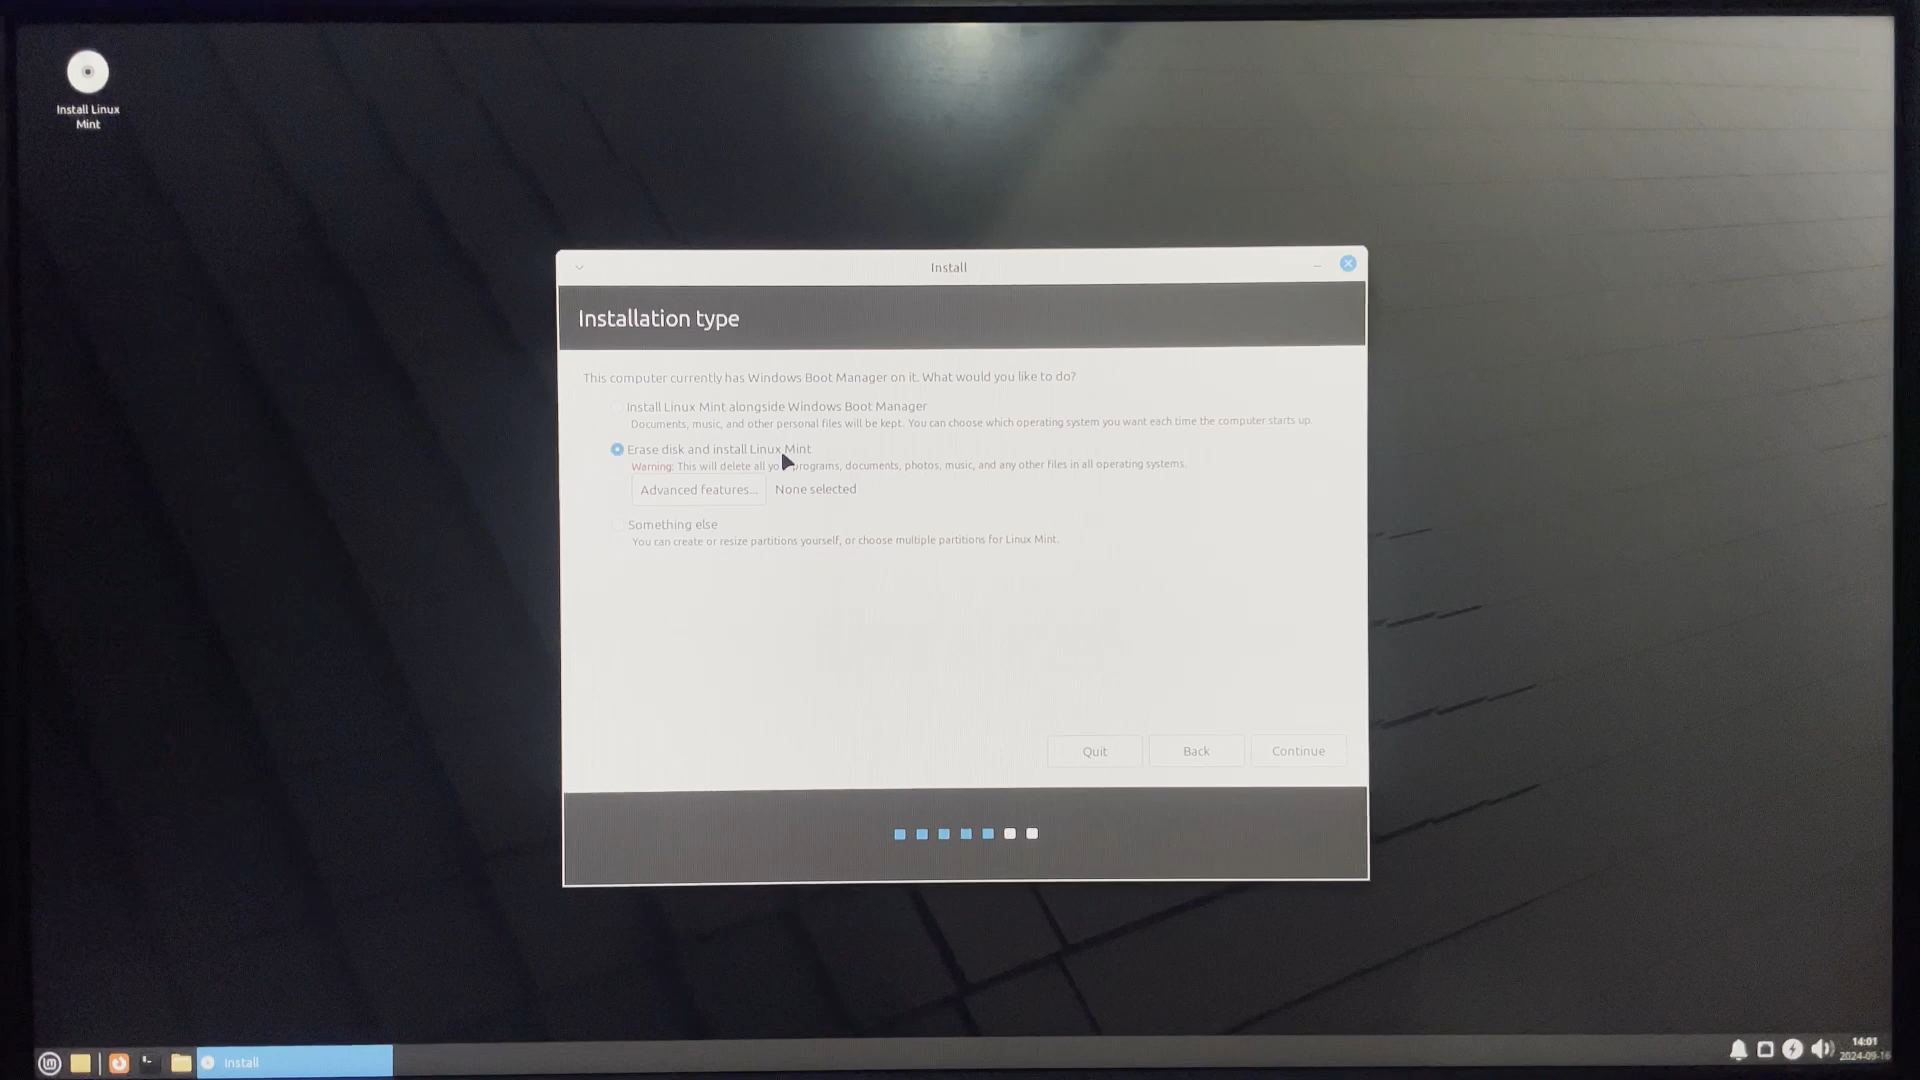 Install Linux
Mint
Install
Installation type
This computer currently has Windows Boot Manager on it. What would you like to do?
Install Linux Mint alongside Windows Boot Manager
Documents, music, and other personal files will be kept. You can choose which operating system you want each time the computer starts up.
Erase disk and install Linux Mint
Warning: This will delete all yo programs, documents, photos, music, and any other files in all operating systems.
Advanced features... None selected
Something else
You can create or resize partitions yourself, or choose multiple partitions for Linux Mint.
Quit Back Continue
Install
14:01
2024-09-16